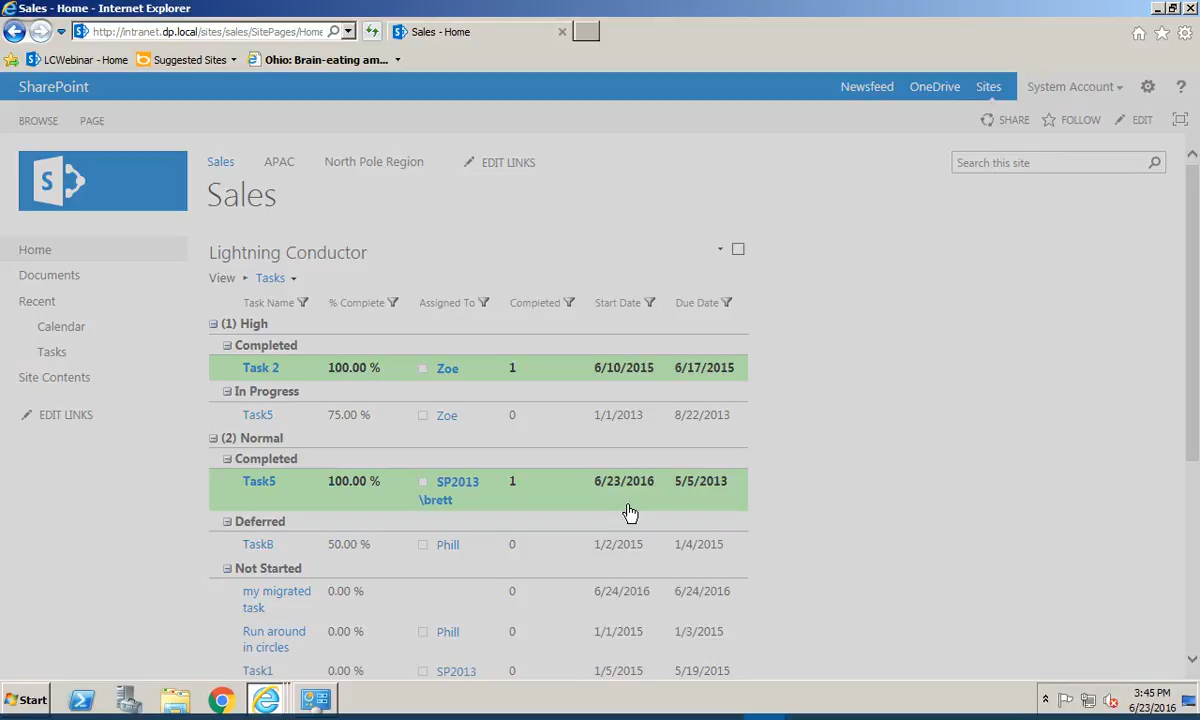 Sales - Home - Internet Explorer
http://intranet.dp.local/sites/sales/SitePages/Home
Sales - Home
LCWebinar - Home Suggested Sites Ohio: Brain-eating am...
SharePoint Newsfeed OneDrive Sites System Account ?
BROWSE PAGE SHARE FOLLOW EDIT
S
Sales APAC North Pole Region EDIT LINKS
Search this site
Sales
Home
Documents
Recent
Calendar
Tasks
Site Contents
EDIT LINKS
Lightning Conductor
View Tasks
Task Name % Complete Assigned To Completed Start Date Due Date
(1) High
Completed
Task 2 100.00 % Zoe 1 6/10/2015 6/17/2015
In Progress
Task5 75.00 % Zoe 0 1/1/2013 8/22/2013
(2) Normal
Completed
Task5 100.00 % SP2013 1 6/23/2016 5/5/2013
\brett
Deferred
TaskB 50.00 % Phill 0 1/2/2015 1/4/2015
Not Started
my migrated 0.00 % 0 6/24/2016 6/24/2016
task
Run around 0.00 % Phill 0 1/1/2015 1/3/2015
in circles
Task1 0.00 % SP2013 0 1/5/2015 5/19/2015
Start
3:45 PM
6/23/2016